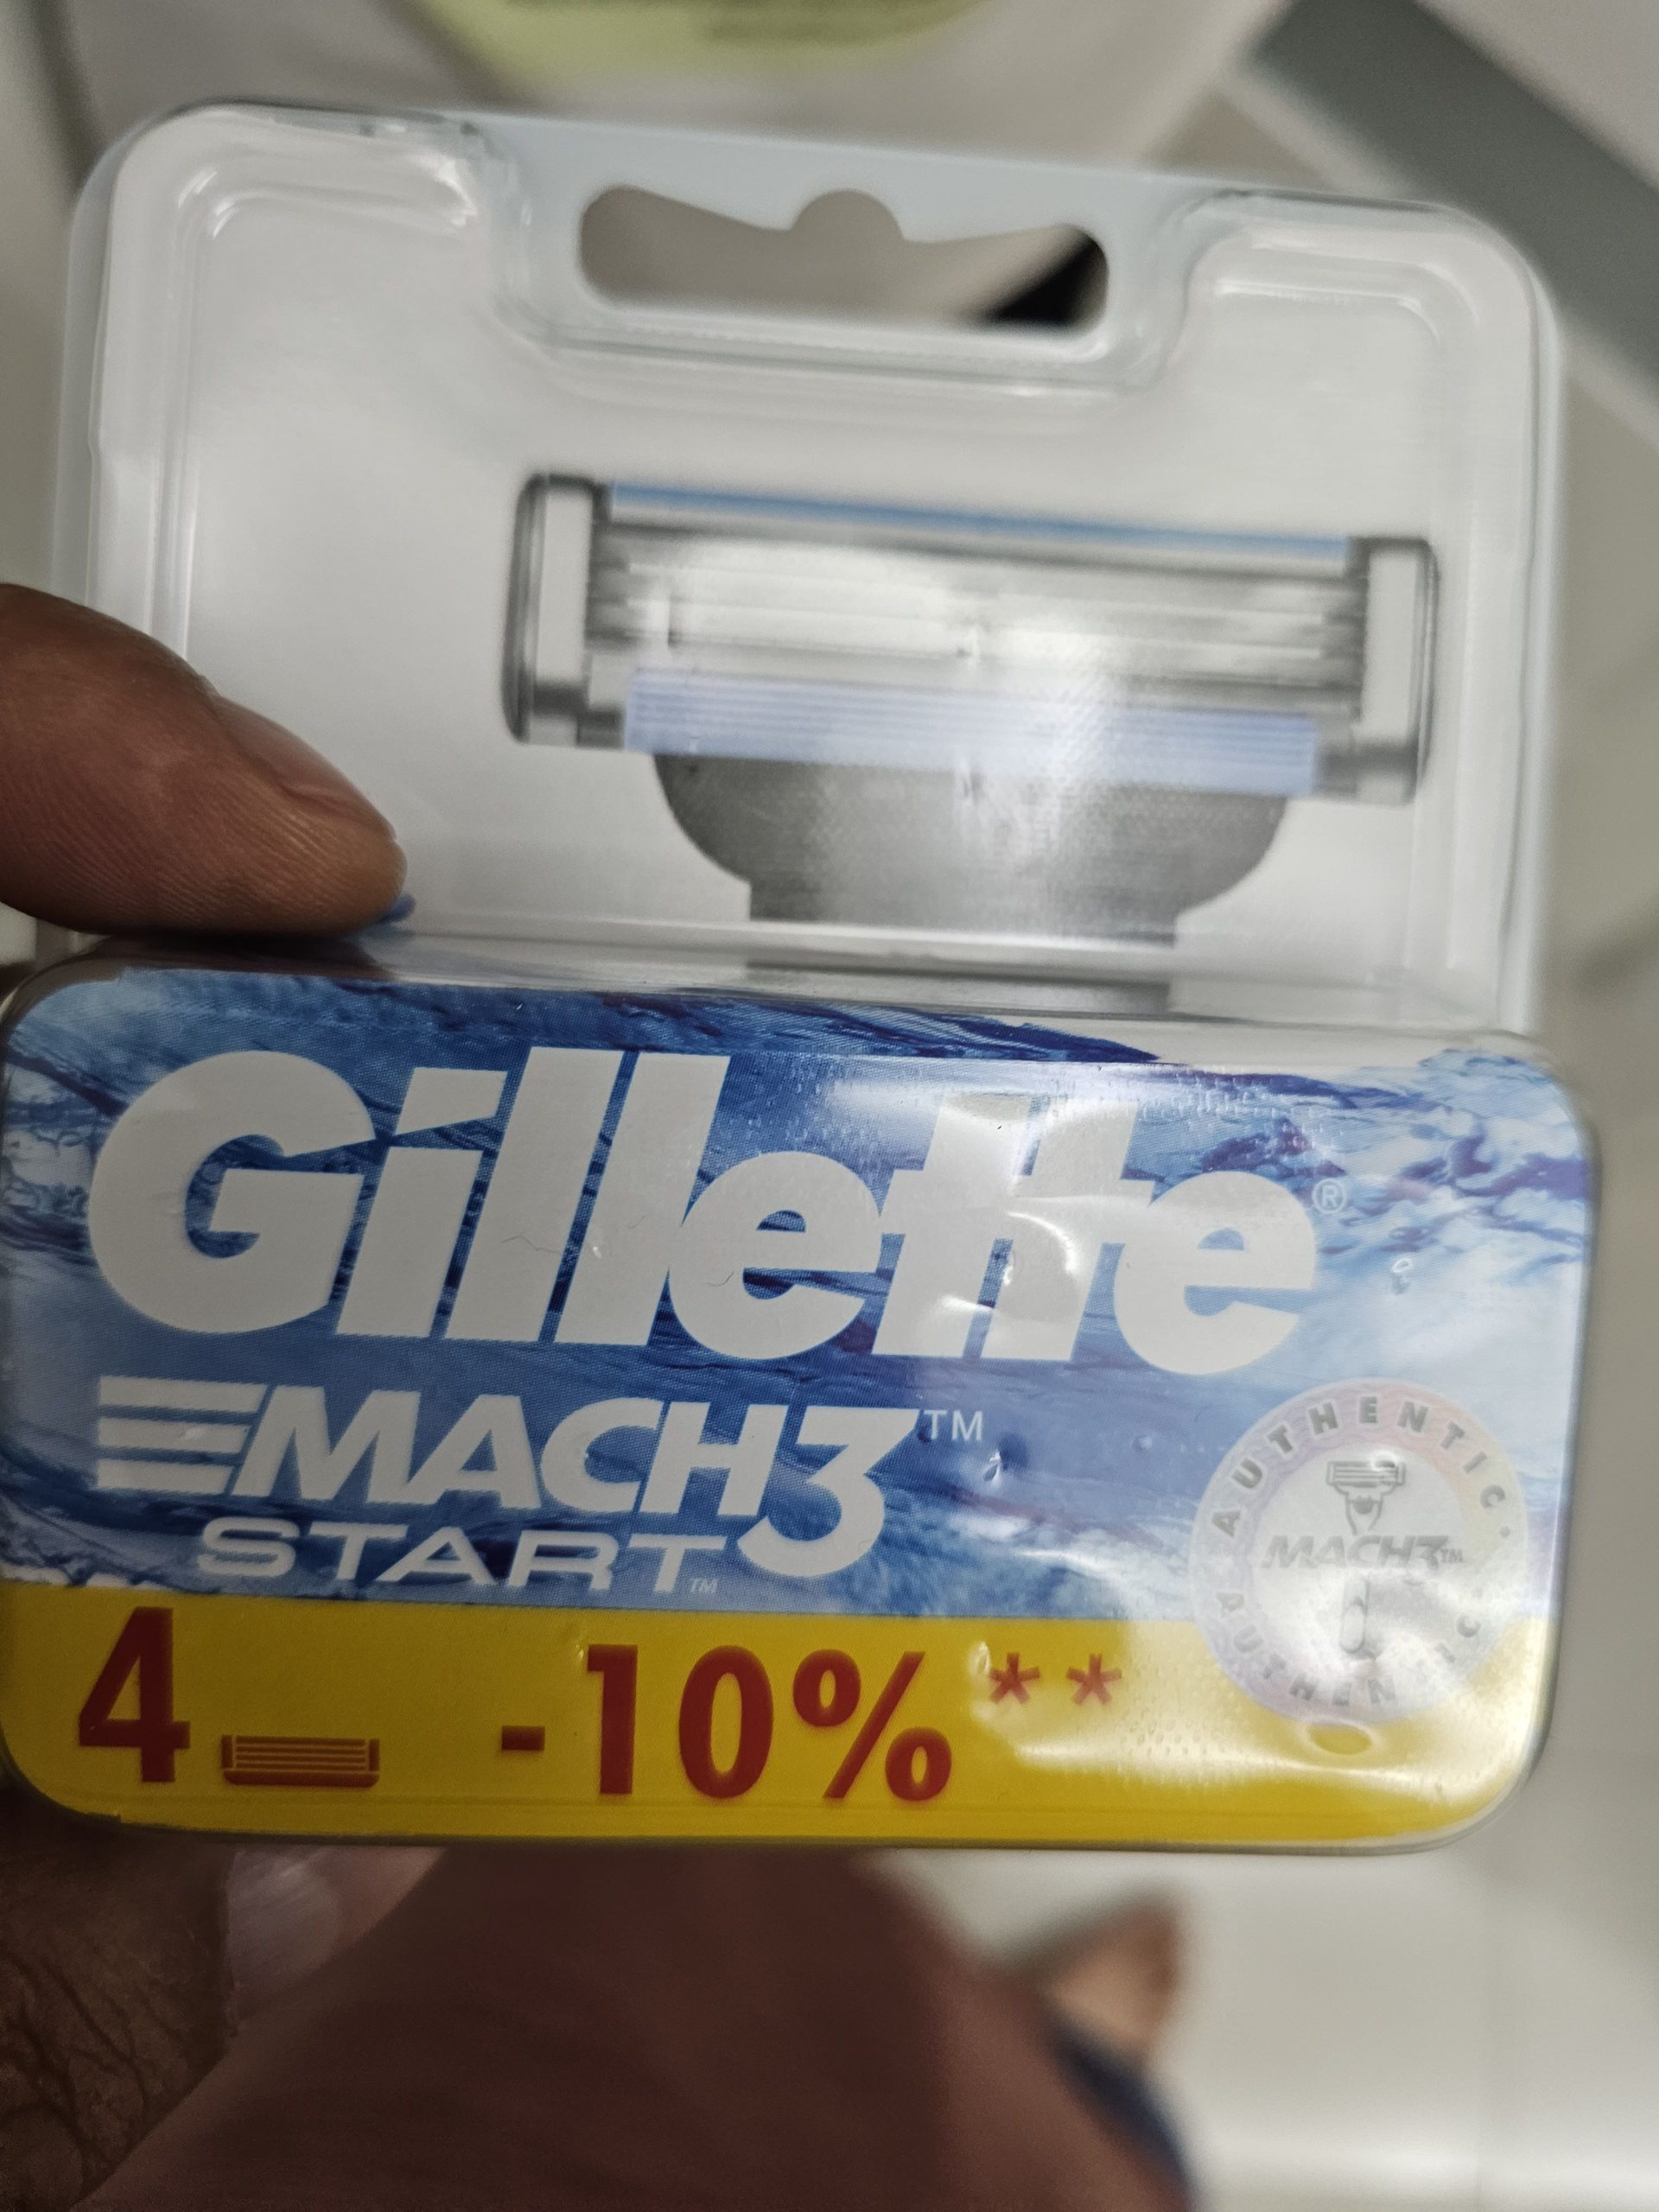 Gillette®
MACH3™
START™
4 -10%**
AUTHENTIC · AUTHENTIC ·
MACH3™